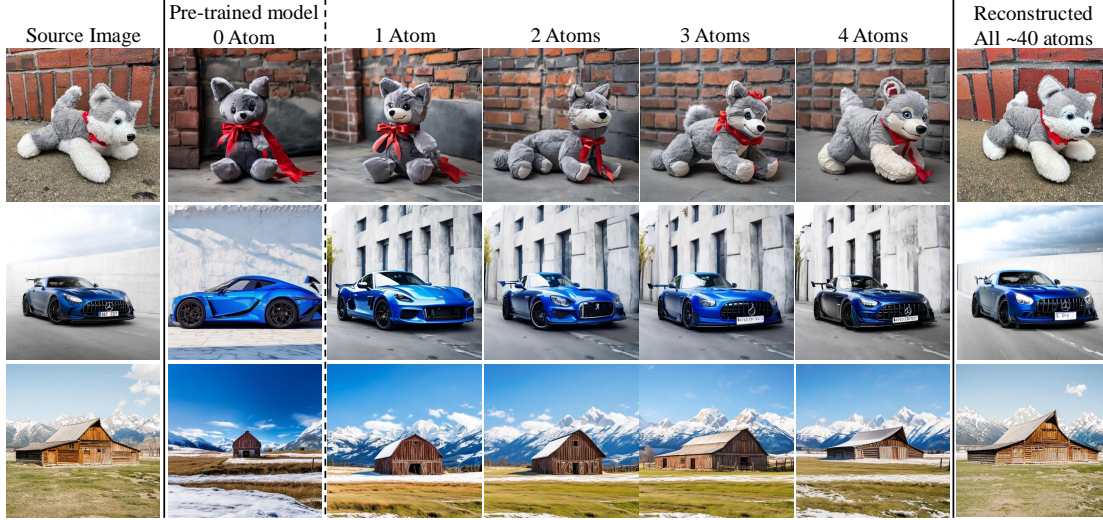 Source Image
Pre-trained model
0 Atom
1 Atom
2 Atoms
3 Atoms
4 Atoms
Reconstructed
All ~40 atoms